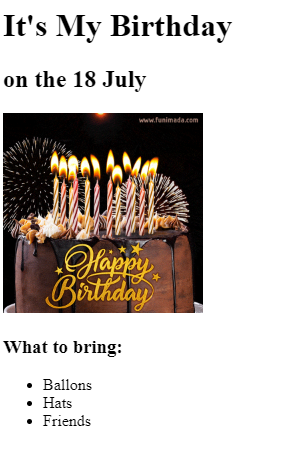 It's My Birthday
on the 18 July
www.funimada.com
Happy
Birthday
What to bring:
Ballons
Hats
Friends